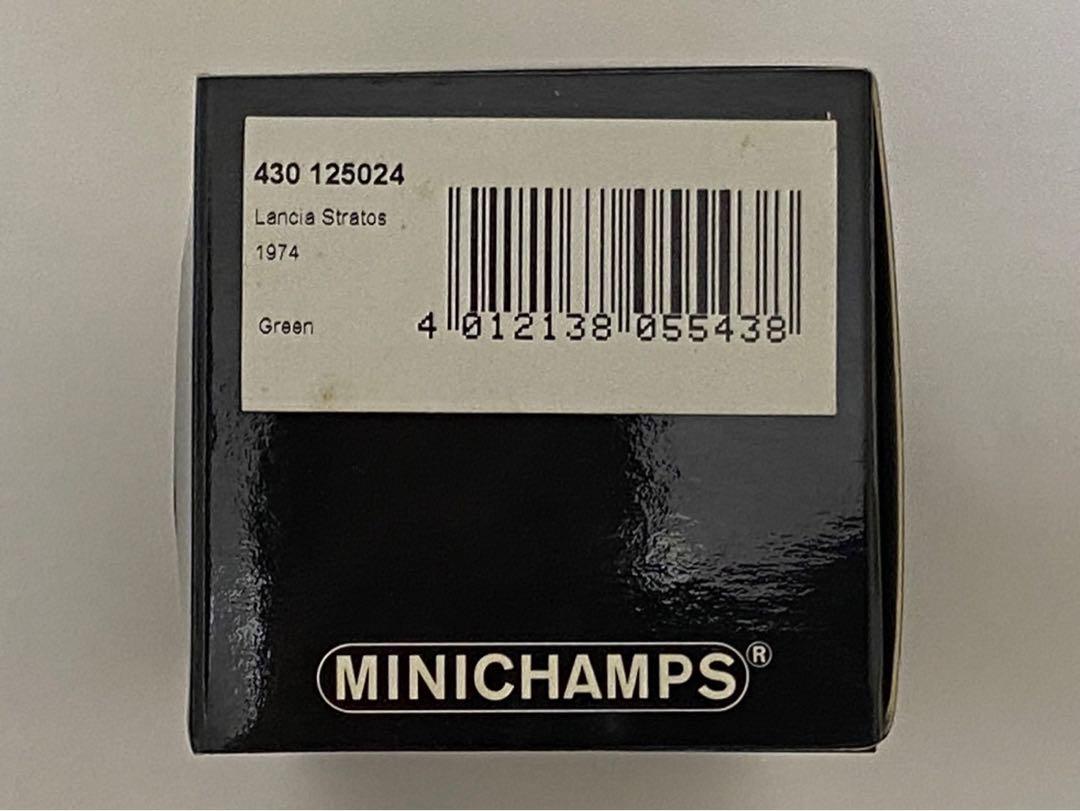 430 125024
Lancia Stratos
1974
Green
4 012138 055438
MINICHAMPS®